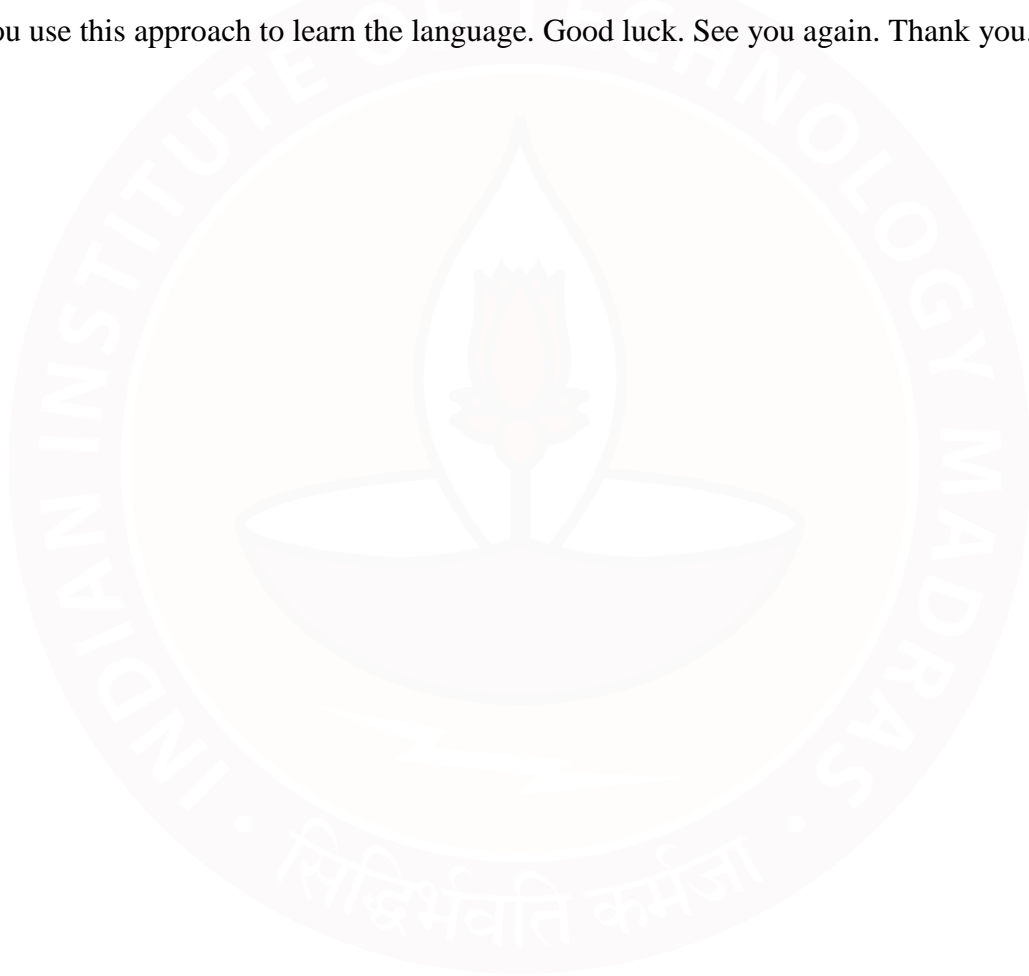 ou use this approach to learn the language. Good luck. See you again. Thank you.
INDIAN INSTITUTE OF TECHNOLOGY MADRAS
सिद्धिर्भवति कर्मजा